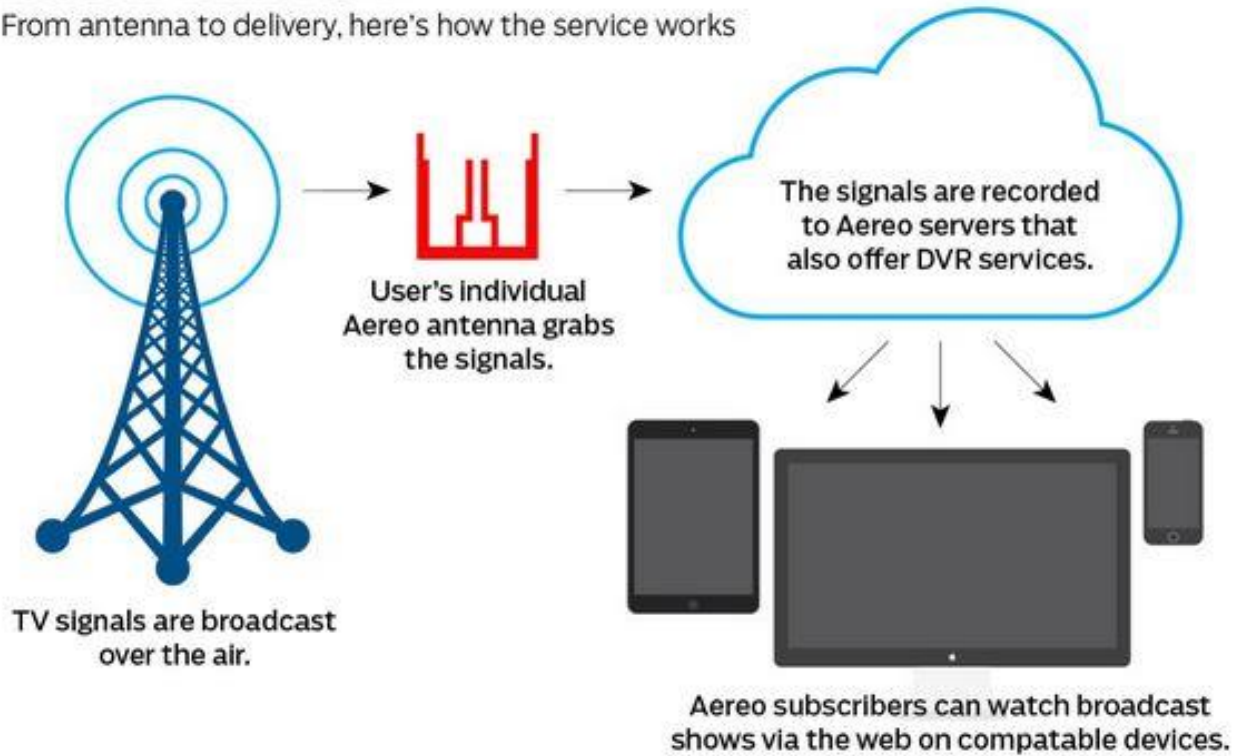 From antenna to delivery, here's how the service works
The signals are recorded
to Aereo servers that
also offer DVR services.
User's individual
Aereo antenna grabs
the signals.
TV signals are broadcast
over the air.
Aereo subscribers can watch broadcast
shows via the web on compatable devices.